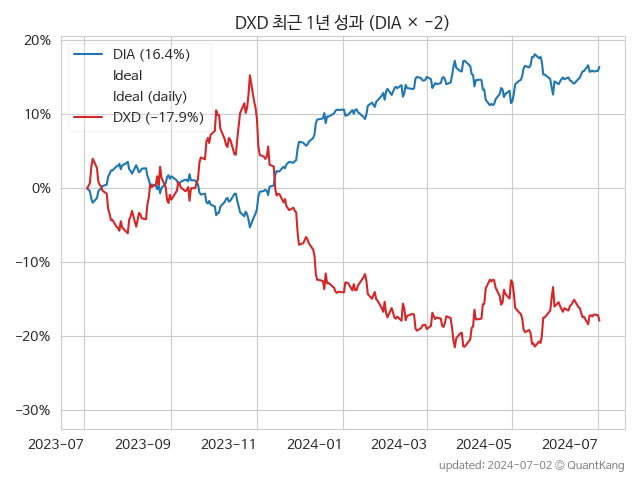 DXD 최근 1년 성과 (DIA × −2)
DIA (16.4%)
Ideal
Ideal (daily)
DXD (−17.9%)
20%
10%
0%
−10%
−20%
−30%
2023-07
2023-09
2023-11
2024-01
2024-03
2024-05
2024-07
updated: 2024-07-02 © QuantKang